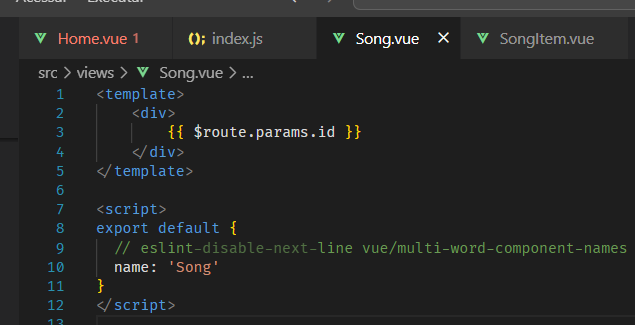 Home.vue 1
index.js
Song.vue
SongItem.vue
src > views > Song.vue > ...
1 <template>
2 <div>
3 {{ $route.params.id }}
4 </div>
5 </template>
6
7 <script>
8 export default {
9 // eslint-disable-next-line vue/multi-word-component-names
10 name: 'Song'
11 }
12 </script>
13